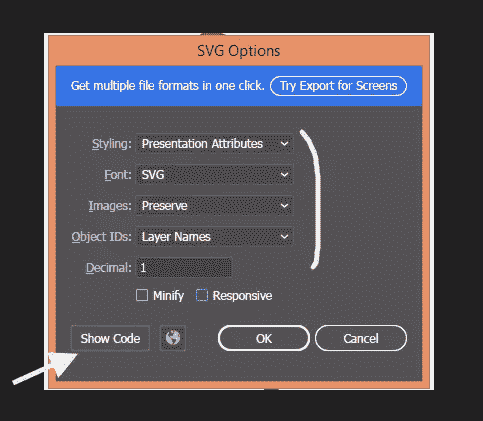 SVG Options
Get multiple file formats in one click. Try Export for Screens
Styling: Presentation Attributes
Font: SVG
Images: Preserve
Object IDs: Layer Names
Decimal: 1
Minify Responsive
Show Code OK Cancel